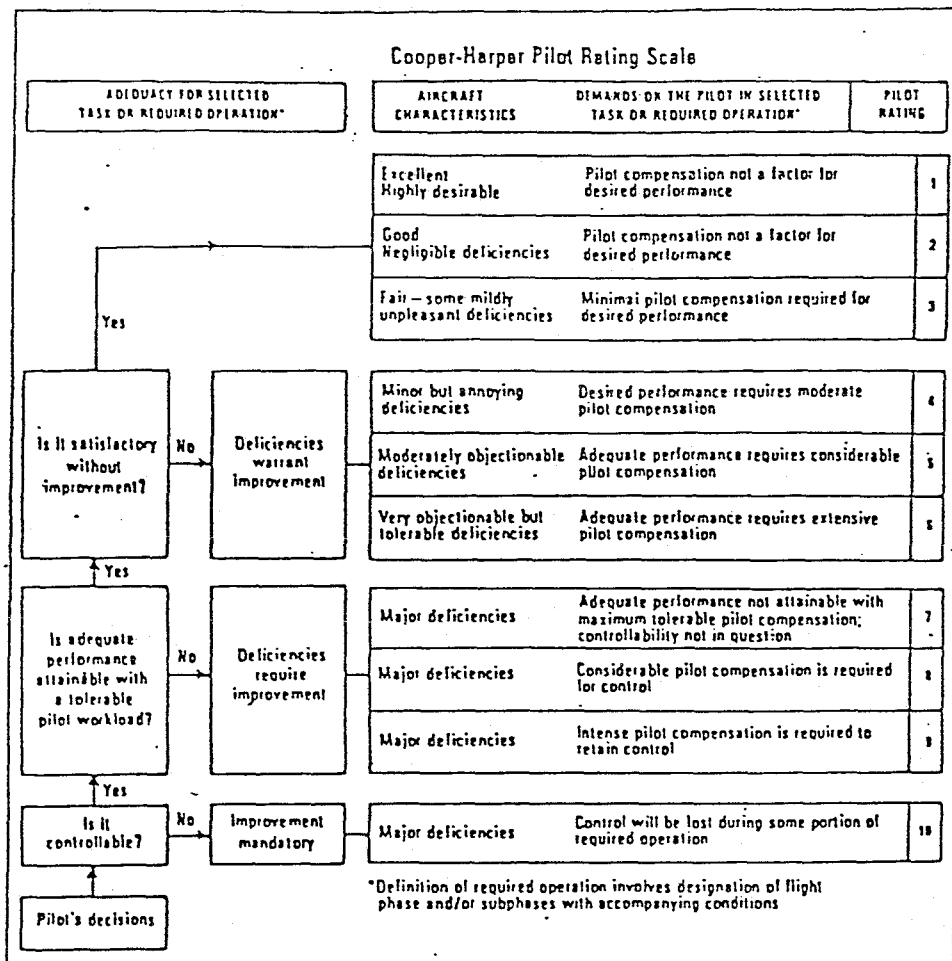 Cooper-Harper Pilot Rating Scale
ADEQUACY FOR SELECTED
TASK OR REQUIRED OPERATION*
AIRCRAFT
CHARACTERISTICS
DEMANDS ON THE PILOT IN SELECTED
TASK OR REQUIRED OPERATION*
PILOT
RATING
Excellent
Highly desirable
Pilot compensation not a factor for
desired performance
1
Good
Negligible deficiencies
Pilot compensation not a factor for
desired performance
2
Fair – some mildly
unpleasant deficiencies
Minimal pilot compensation required for
desired performance
3
Yes
Is it satisfactory
without
improvement?
No
Deficiencies
warrant
improvement
Minor but annoying
deficiencies
Desired performance requires moderate
pilot compensation
4
Moderately objectionable
deficiencies
Adequate performance requires considerable
pilot compensation
5
Very objectionable but
tolerable deficiencies
Adequate performance requires extensive
pilot compensation
6
Yes
Is adequate
performance
attainable with
a tolerable
pilot workload?
No
Deficiencies
require
improvement
Major deficiencies
Adequate performance not attainable with
maximum tolerable pilot compensation;
controllability not in question
7
Major deficiencies
Considerable pilot compensation is required
for control
8
Major deficiencies
Intense pilot compensation is required to
retain control
9
Yes
Is it
controllable?
No
Improvement
mandatory
Major deficiencies
Control will be lost during some portion of
required operation
10
Pilot's decisions
*Definition of required operation involves designation of flight
phase and/or subphases with accompanying conditions